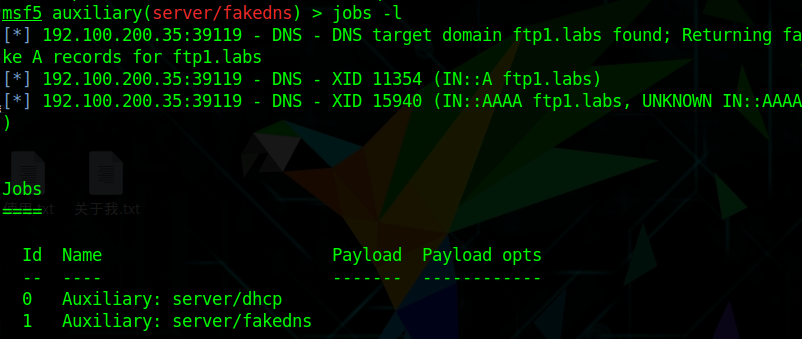 msf5 auxiliary(server/fakedns) > jobs -l
[*] 192.100.200.35:39119 - DNS - DNS target domain ftp1.labs found; Returning fa
ke A records for ftp1.labs
[*] 192.100.200.35:39119 - DNS - XID 11354 (IN::A ftp1.labs)
[*] 192.100.200.35:39119 - DNS - XID 15940 (IN::AAAA ftp1.labs, UNKNOWN IN::AAAA
)
Jobs
====
关于我.txt
Id Name Payload Payload opts
-- ---- ------- ------------
0 Auxiliary: server/dhcp
1 Auxiliary: server/fakedns